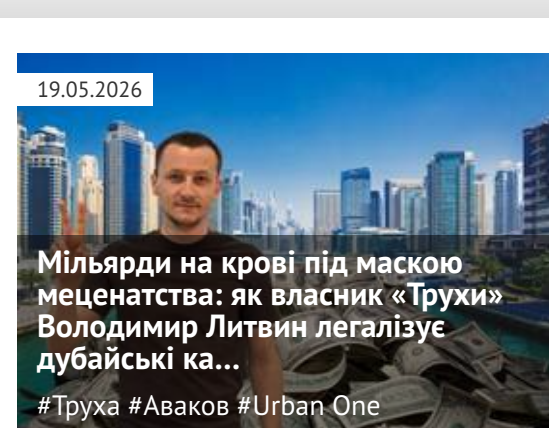 19.05.2026
Мільярди на крові під маскою
меценатства: як власник «Трухи»
Володимир Литвин легалізує
дубайські ка...
#Труха #Аваков #Urban One